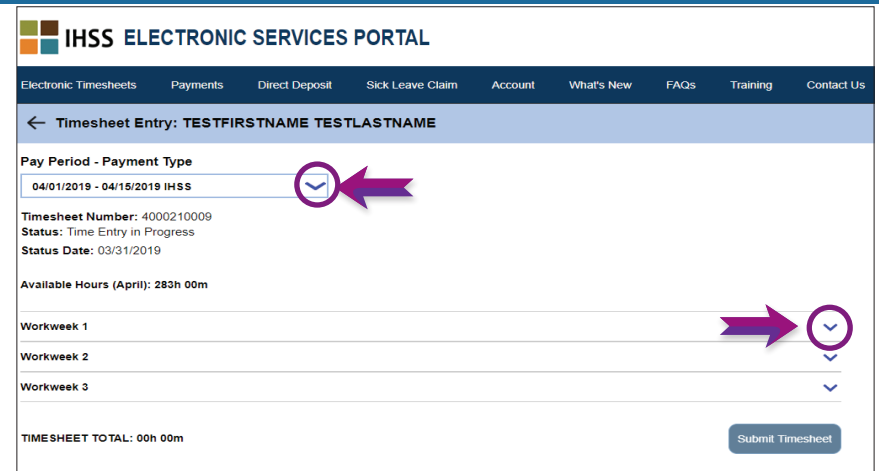 IHSS ELECTRONIC SERVICES PORTAL
Electronic Timesheets Payments Direct Deposit Sick Leave Claim Account What's New FAQs Training Contact Us
Timesheet Entry: TESTFIRSTNAME TESTLASTNAME
Pay Period - Payment Type
04/01/2019 - 04/15/2019 IHSS
Timesheet Number: 4000210009
Status: Time Entry in Progress
Status Date: 03/31/2019
Available Hours (April): 283h 00m
Workweek 1
Workweek 2
Workweek 3
TIMESHEET TOTAL: 00h 00m Submit Timesheet